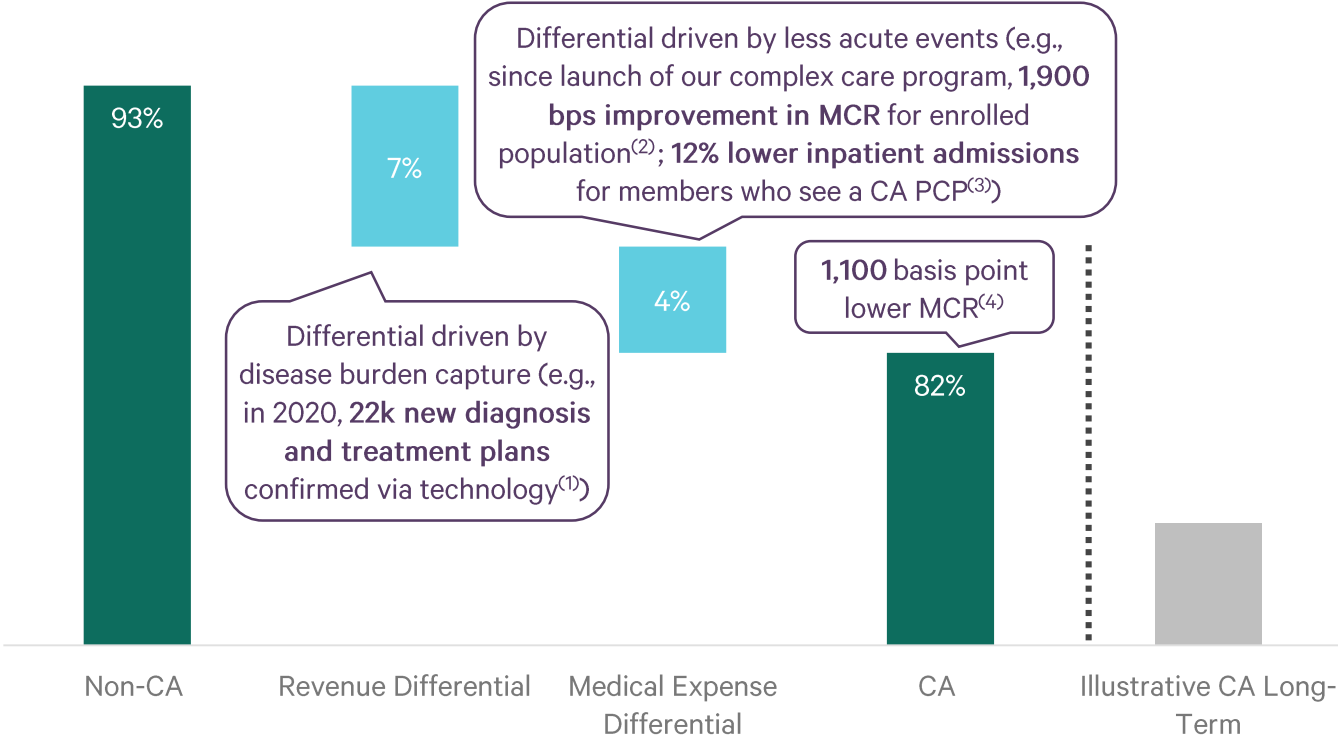 Differential driven by less acute events (e.g.,
since launch of our complex care program, 1,900
bps improvement in MCR for enrolled
population(2); 12% lower inpatient admissions
for members who see a CA PCP(3))
93%
7%
4%
1,100 basis point
lower MCR(4)
82%
Differential driven by
disease burden capture (e.g.,
in 2020, 22k new diagnosis
and treatment plans
confirmed via technology(1))
Non-CA
Revenue Differential
Medical Expense
Differential
CA
Illustrative CA Long-
Term